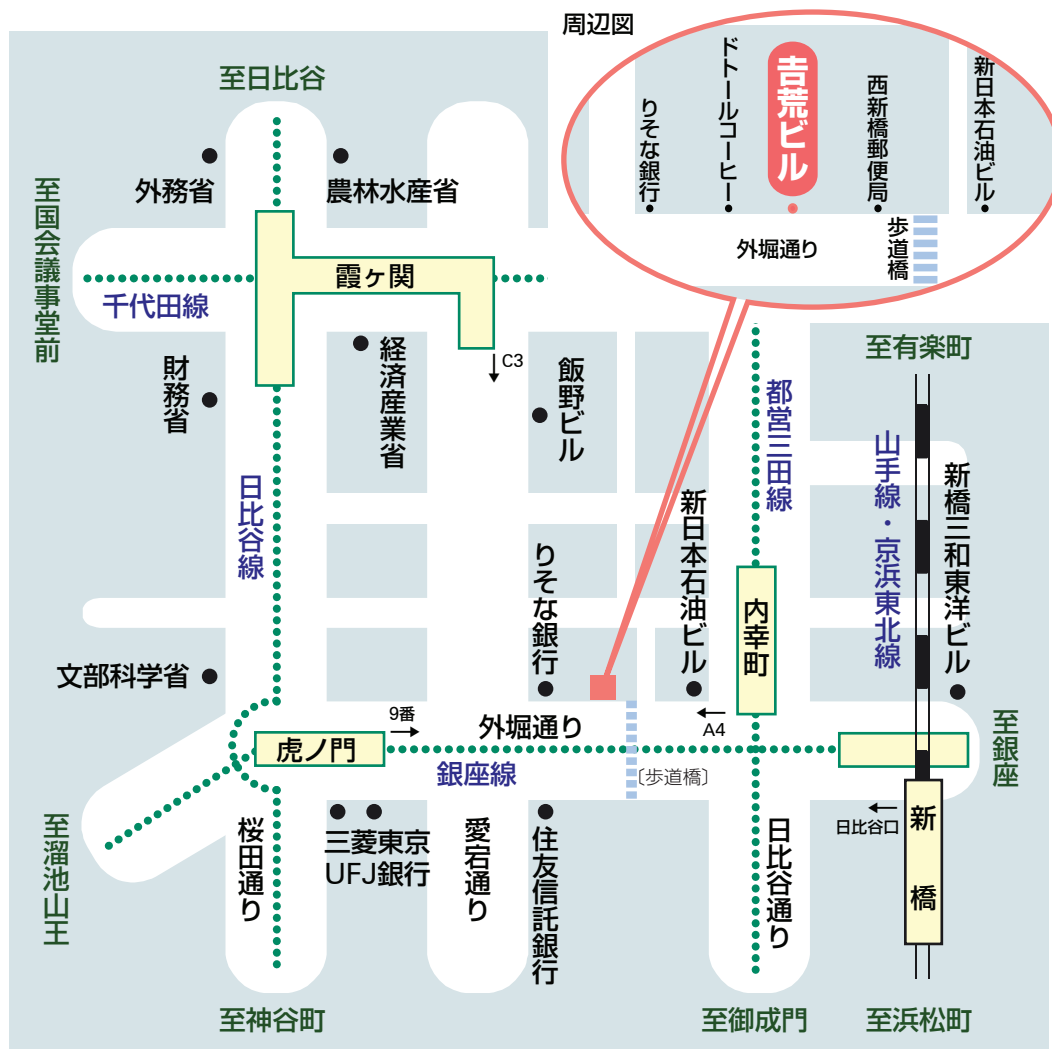 周辺図
りそな銀行
ドトールコーヒー
吉荒ビル
西新橋郵便局
新日本石油ビル
外堀通り
歩道橋
至日比谷
外務省
農林水産省
至国会議事堂前
霞ヶ関
千代田線
C3
財務省
経済産業省
飯野ビル
都営三田線
至有楽町
山手線・京浜東北線
新橋三和東洋ビル
日比谷線
りそな銀行
新日本石油ビル
内幸町
文部科学省
9番
外堀通り
A4
至銀座
虎ノ門
銀座線
〔歩道橋〕
日比谷口
新橋
至溜池山王
桜田通り
三菱東京
UFJ銀行
愛宕通り
住友信託銀行
日比谷通り
至神谷町
至御成門
至浜松町